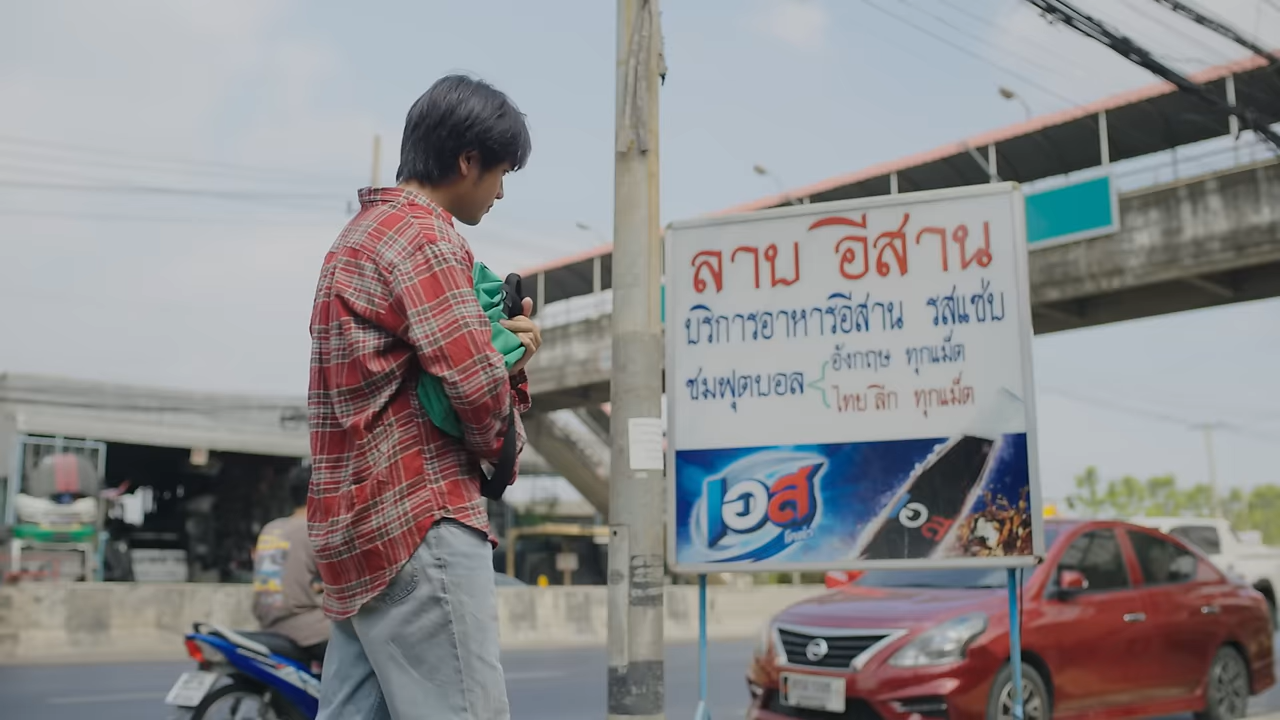 ลาบ อีสาน
บริการอาหารอีสาน รสแซ่บ
ชมฟุตบอล
อังกฤษ ทุกแม็ต
ไทย ลีก ทุกแม็ต
เอส